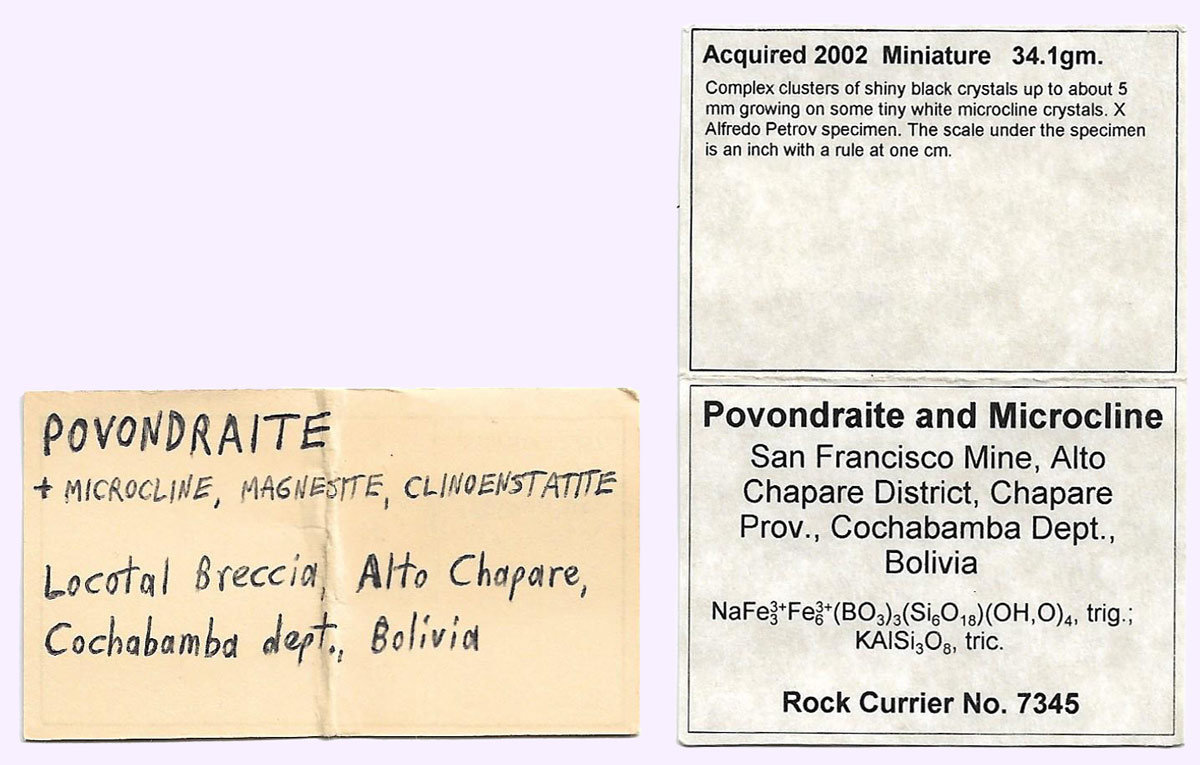 POVONDRAITE
+ MICROCLINE, MAGNESITE, CLINOENSTATITE
Locotal Breccia, Alto Chapare,
Cochabamba dept., Bolivia
Acquired 2002 Miniature 34.1gm.
Complex clusters of shiny black crystals up to about 5
mm growing on some tiny white microcline crystals. X
Alfredo Petrov specimen. The scale under the specimen
is an inch with a rule at one cm.
Povondraite and Microcline
San Francisco Mine, Alto
Chapare District, Chapare
Prov., Cochabamba Dept.,
Bolivia
NaFe₃³⁺Fe₆³⁺(BO₃)₃(Si₆O₁₈)(OH,O)₄, trig.;
KAlSi₃O₈, tric.
Rock Currier No. 7345